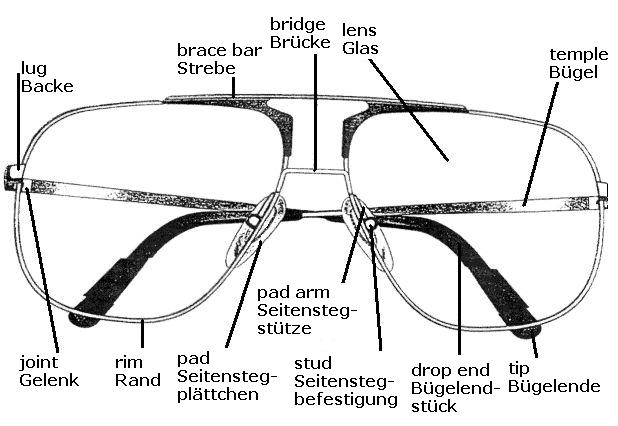 bridge
Brücke
lens
Glas
brace bar
Strebe
temple
Bügel
lug
Backe
pad arm
Seitensteg-
stütze
joint
Gelenk
rim
Rand
pad
Seitensteg-
plättchen
stud
Seitensteg-
befestigung
drop end
Bügelend-
stück
tip
Bügelende